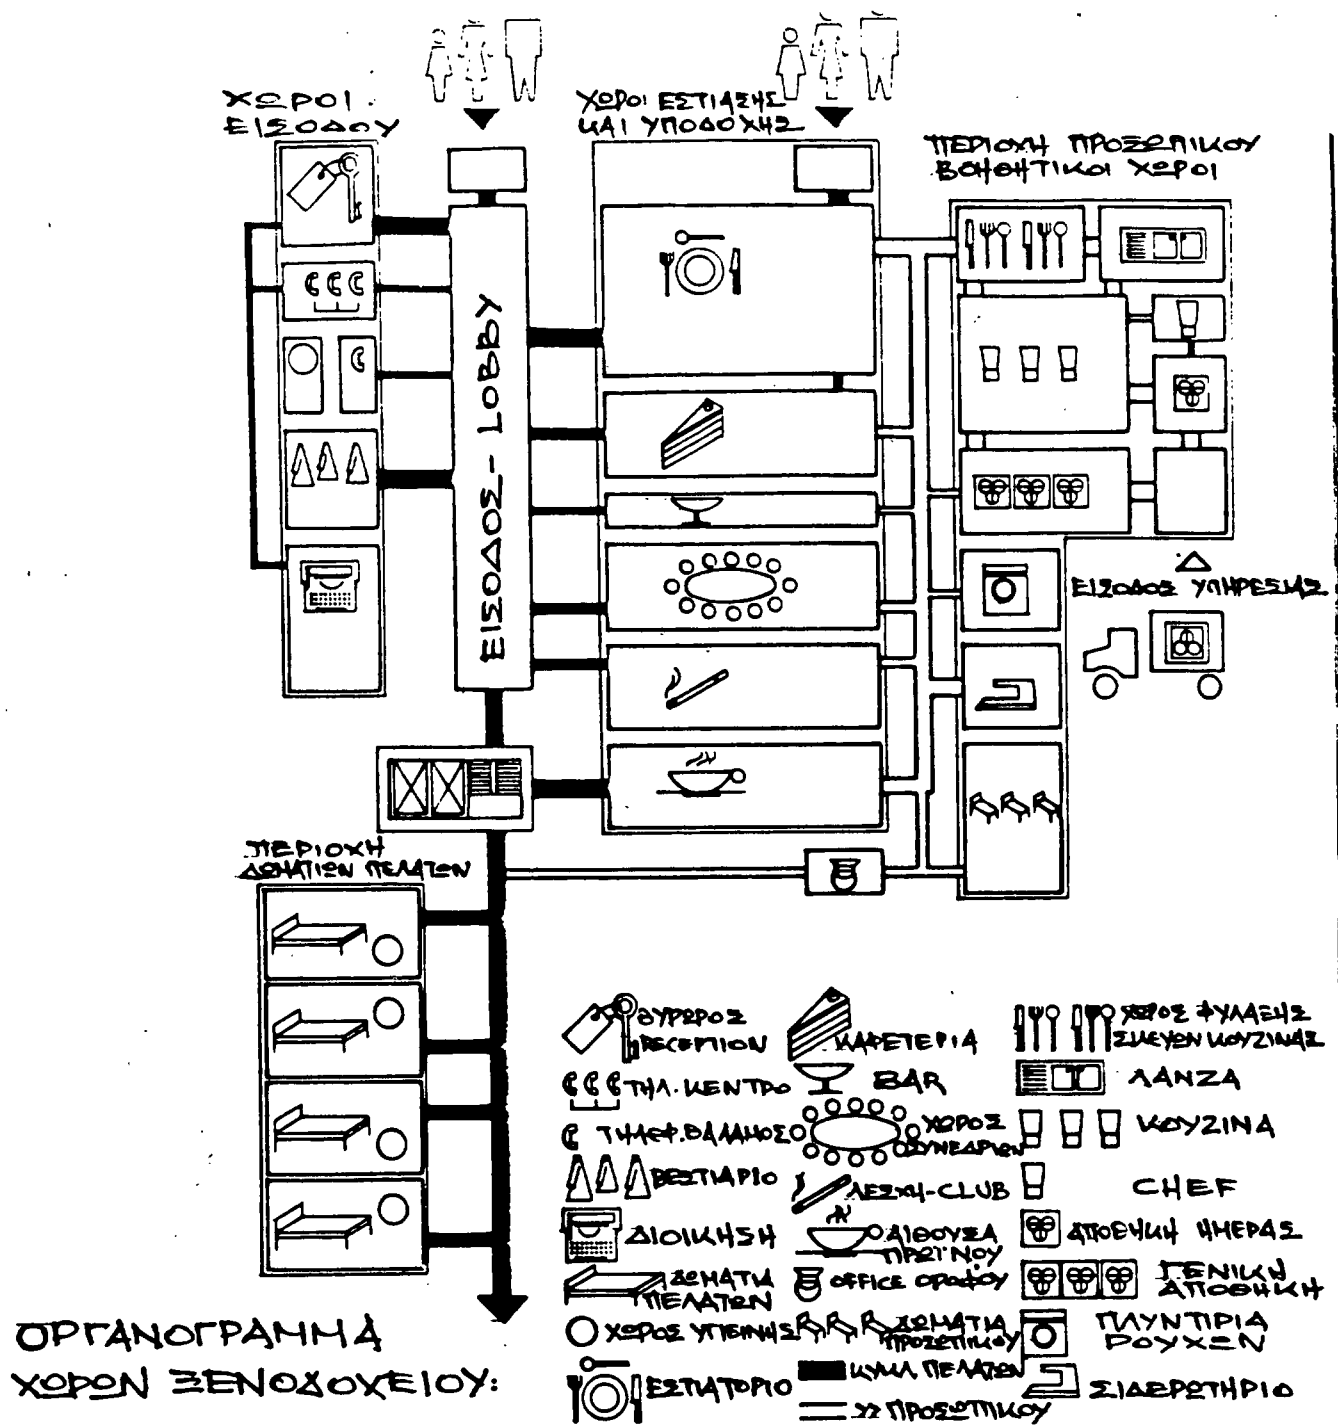 ΧΩΡΟΙ
ΕΙΣΟΔΟΥ
ΧΩΡΟΙ ΕΣΤΙΑΣΗΣ
ΚΑΙ ΥΠΟΔΟΧΗΣ
ΠΕΡΙΟΧΗ ΠΡΟΣΩΠΙΚΟΥ
ΒΟΗΘΗΤΙΚΟΙ ΧΩΡΟΙ
ΕΙΣΟΔΟΣ - LOBBY
ΕΙΣΟΔΟΣ ΥΠΗΡΕΣΙΑΣ
ΠΕΡΙΟΧΗ
ΔΩΜΑΤΙΩΝ ΠΕΛΑΤΩΝ
ΘΥΡΩΡΟΣ
RECEPTION
ΤΗΛ. ΚΕΝΤΡΟ
ΤΗΛΕΦ. ΘΑΛΑΜΟΣ
ΒΕΣΤΙΑΡΙΟ
ΔΙΟΙΚΗΣΗ
ΔΩΜΑΤΙΑ
ΠΕΛΑΤΩΝ
ΧΩΡΟΣ ΥΓΙΕΙΝΗΣ
ΕΣΤΙΑΤΟΡΙΟ
ΚΑΦΕΤΕΡΙΑ
BAR
ΧΩΡΟΣ
ΣΥΝΕΔΡΙΩΝ
ΛΕΣΧΗ-CLUB
ΑΙΘΟΥΣΑ
ΠΡΩΙΝΟΥ
OFFICE ΟΡΟΦΟΥ
ΔΩΜΑΤΙΑ
ΠΡΟΣΩΠΙΚΟΥ
ΚΥΚΛ. ΠΕΛΑΤΩΝ
>> ΠΡΟΣΩΠΙΚΟΥ
ΧΩΡΟΣ ΦΥΛΑΞΗΣ
ΣΚΕΥΩΝ ΚΟΥΖΙΝΑΣ
ΛΑΝΖΑ
ΚΟΥΖΙΝΑ
CHEF
ΑΠΟΘΗΚΗ ΗΜΕΡΑΣ
ΓΕΝΙΚΗ
ΑΠΟΘΗΚΗ
ΠΛΥΝΤΙΡΙΑ
ΡΟΥΧΩΝ
ΣΙΔΕΡΩΤΗΡΙΟ
ΟΡΓΑΝΟΓΡΑΜΜΑ
ΧΩΡΩΝ ΞΕΝΟΔΟΧΕΙΟΥ: